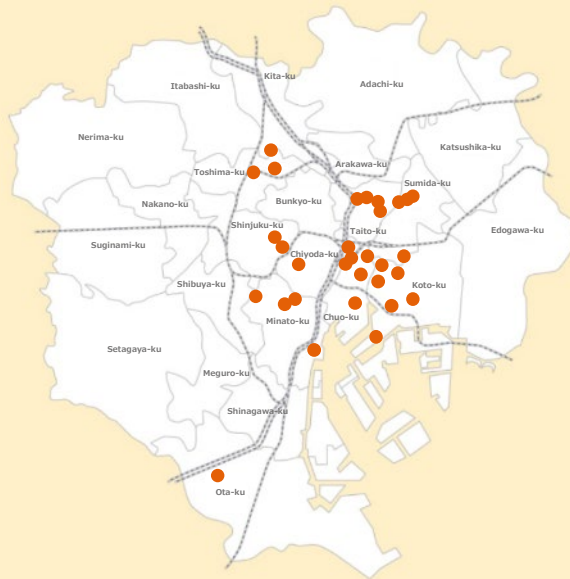 Kita-ku
Itabashi-ku
Adachi-ku
Nerima-ku
Katsushika-ku
Arakawa-ku
Toshima-ku
Sumida-ku
Nakano-ku
Bunkyo-ku
Shinjuku-ku
Taito-ku
Edogawa-ku
Suginami-ku
Chiyoda-ku
Shibuya-ku
Koto-ku
Minato-ku
Chuo-ku
Setagaya-ku
Meguro-ku
Shinagawa-ku
Ota-ku